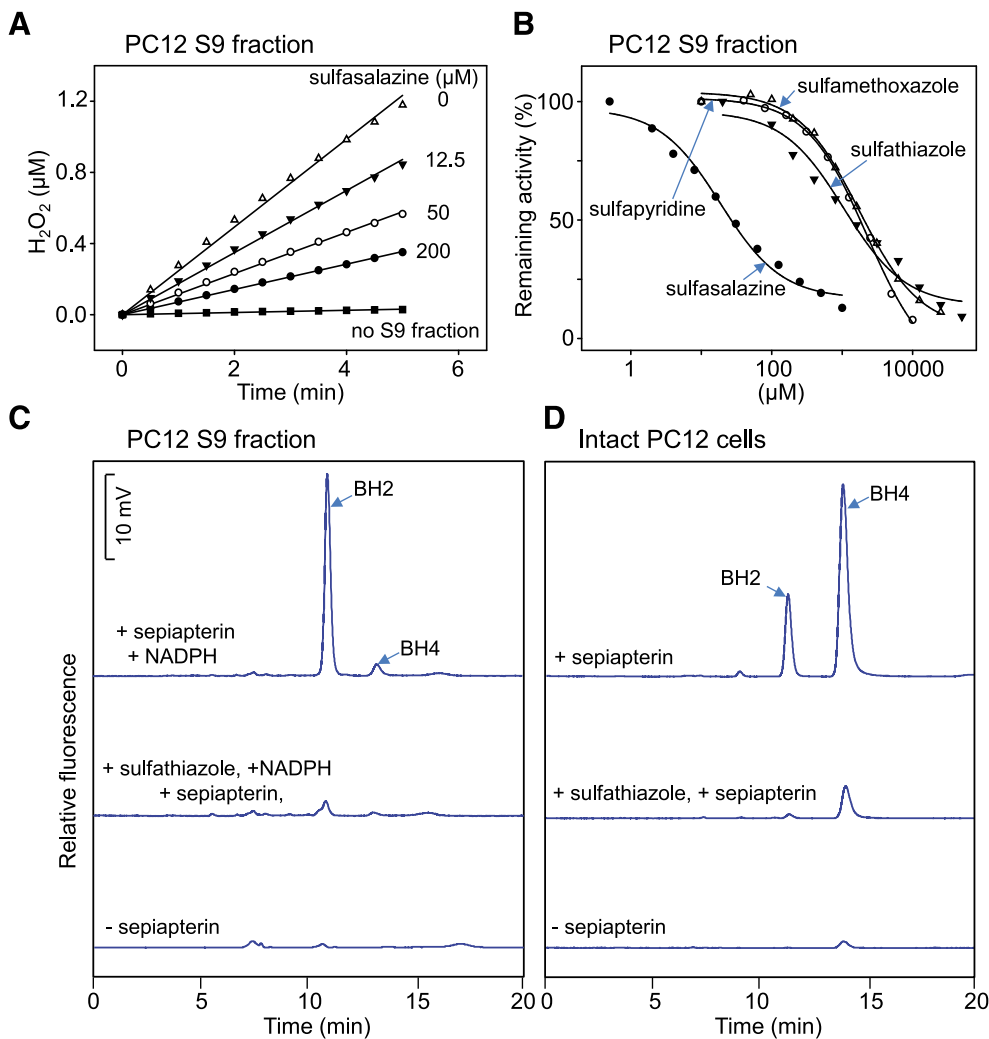 A
PC12 S9 fraction
sulfasalazine (µM)
0
12.5
50
200
no S9 fraction
1.2
0.8
0.4
0.0
H2O2 (µM)
0 2 4 6
Time (min)
B
PC12 S9 fraction
sulfamethoxazole
sulfathiazole
sulfapyridine
sulfasalazine
100
50
0
Remaining activity (%)
1 100 10000
(µM)
C
PC12 S9 fraction
10 mV
BH2
BH4
+ sepiapterin
+ NADPH
+ sulfathiazole, +NADPH
+ sepiapterin,
- sepiapterin
Relative fluorescence
0 5 10 15 20
Time (min)
D
Intact PC12 cells
BH4
BH2
+ sepiapterin
+ sulfathiazole, + sepiapterin
- sepiapterin
0 5 10 15 20
Time (min)